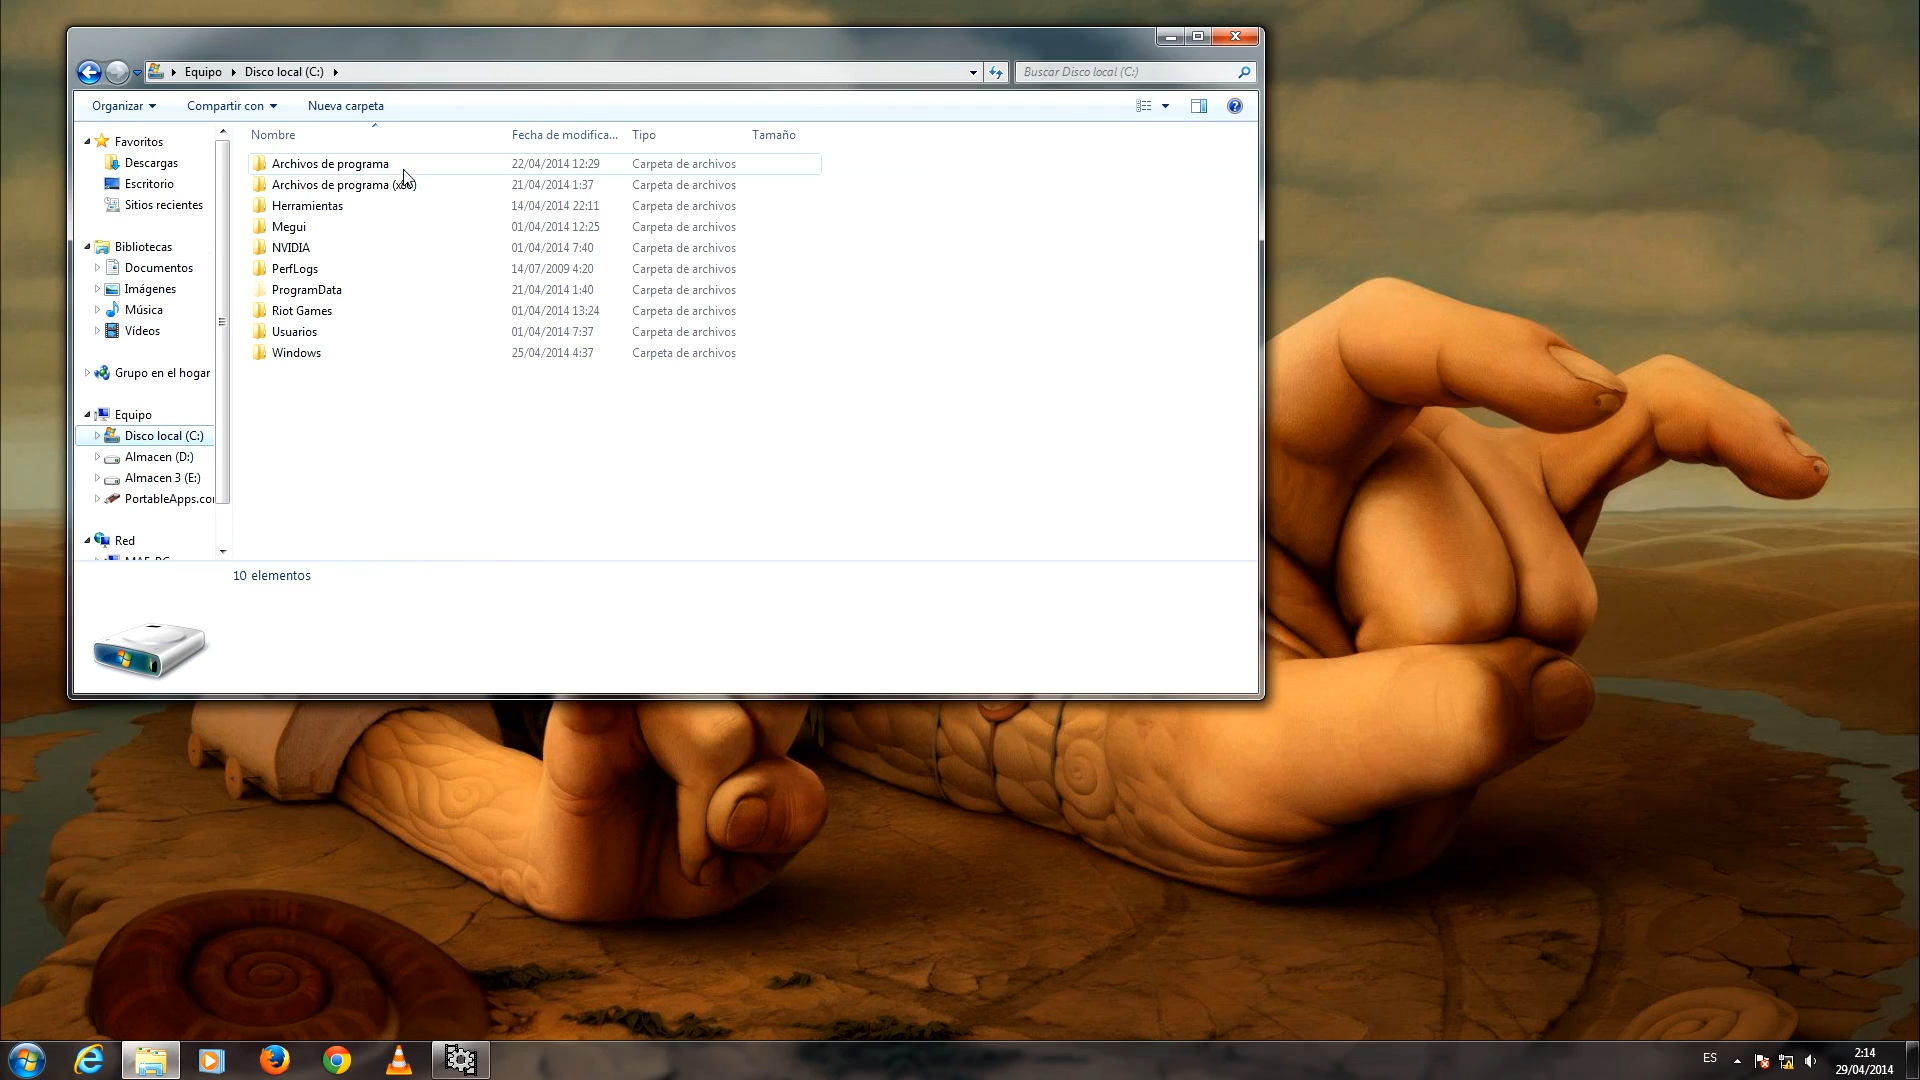 Equipo
Disco local (C:)
Buscar Disco local (C:)
Organizar
Compartir con
Nueva carpeta
Nombre Fecha de modifica... Tipo Tamaño
Favoritos
Descargas
Escritorio
Sitios recientes
Bibliotecas
Documentos
Imágenes
Música
Vídeos
Grupo en el hogar
Equipo
Disco local (C:)
Almacen (D:)
Almacen 3 (E:)
PortableApps.co
Red
Archivos de programa 22/04/2014 12:29 Carpeta de archivos
Archivos de programa (x86) 21/04/2014 1:37 Carpeta de archivos
Herramientas 14/04/2014 22:11 Carpeta de archivos
Megui 01/04/2014 12:25 Carpeta de archivos
NVIDIA 01/04/2014 7:40 Carpeta de archivos
PerfLogs 14/07/2009 4:20 Carpeta de archivos
ProgramData 21/04/2014 1:40 Carpeta de archivos
Riot Games 01/04/2014 13:24 Carpeta de archivos
Usuarios 01/04/2014 7:37 Carpeta de archivos
Windows 25/04/2014 4:37 Carpeta de archivos
10 elementos
ES
2:14
29/04/2014